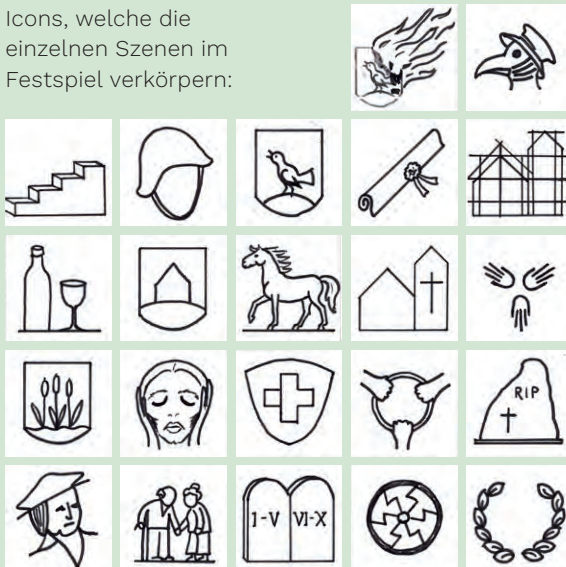 Icons, welche die
einzelnen Szenen im
Festspiel verkörpern:
RIP
I-V VI-X